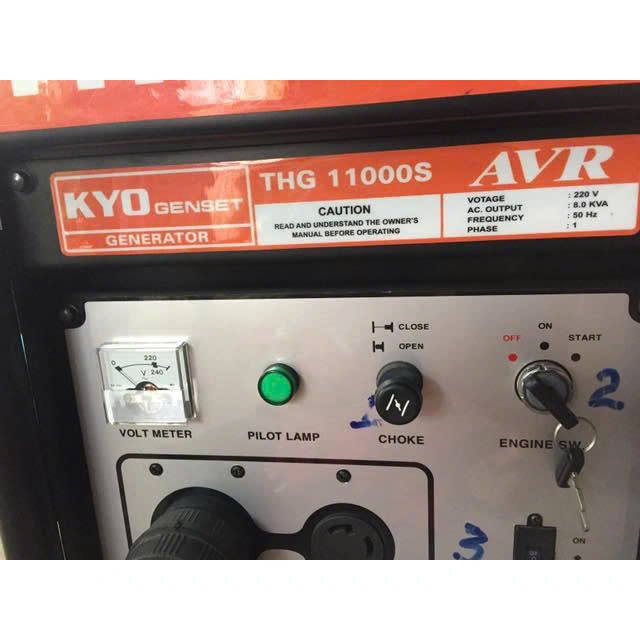 KYO GENSET
GENERATOR
THG 11000S
AVR
CAUTION
READ AND UNDERSTAND THE OWNER'S
MANUAL BEFORE OPERATING
VOTAGE : 220 V
AC. OUTPUT : 8.0 KVA
FREQUENCY : 50 Hz
PHASE : 1
0 220 240
V
VOLT METER
PILOT LAMP
CLOSE
OPEN
CHOKE
OFF ON START
ENGINE SW
2
3
ON